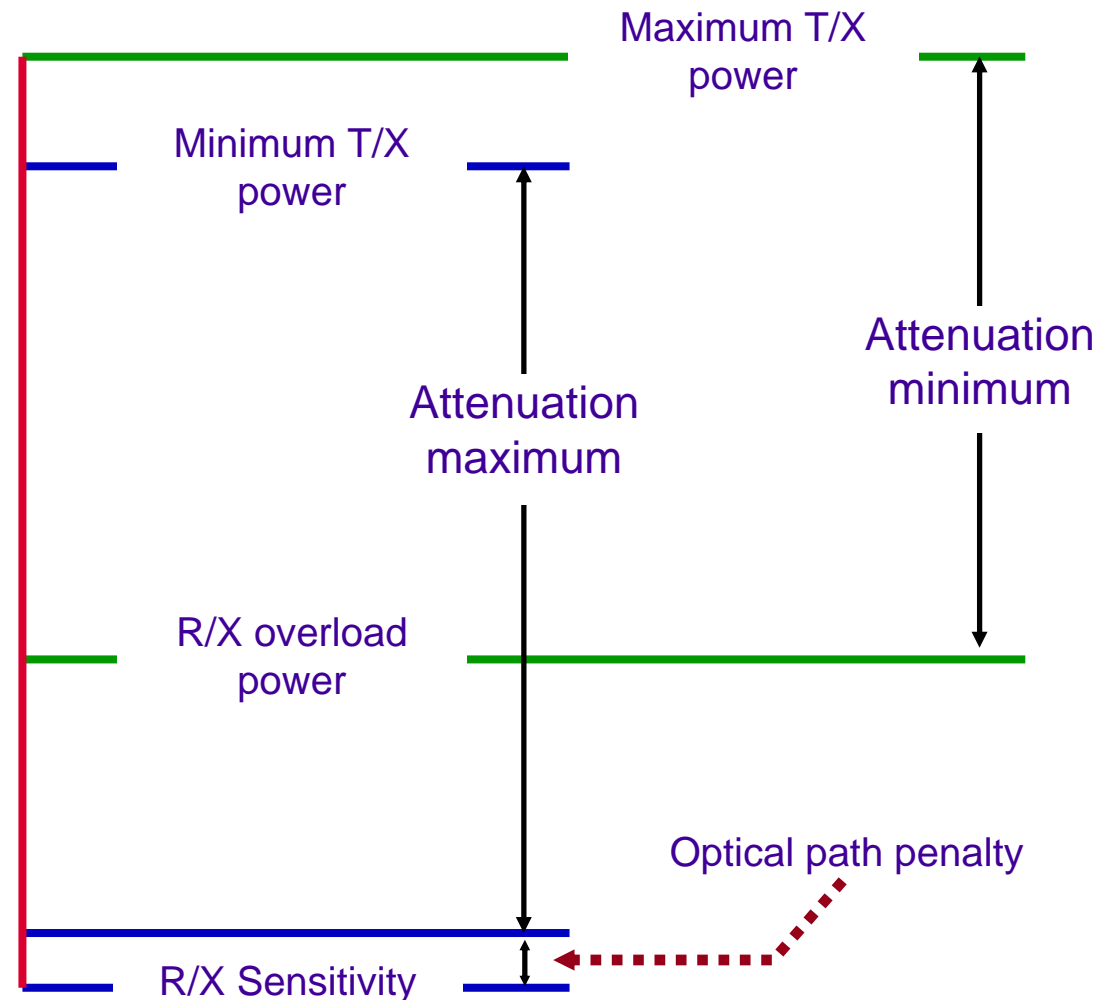 Maximum T/X
power
Minimum T/X
power
Attenuation
minimum
Attenuation
maximum
R/X overload
power
Optical path penalty
R/X Sensitivity